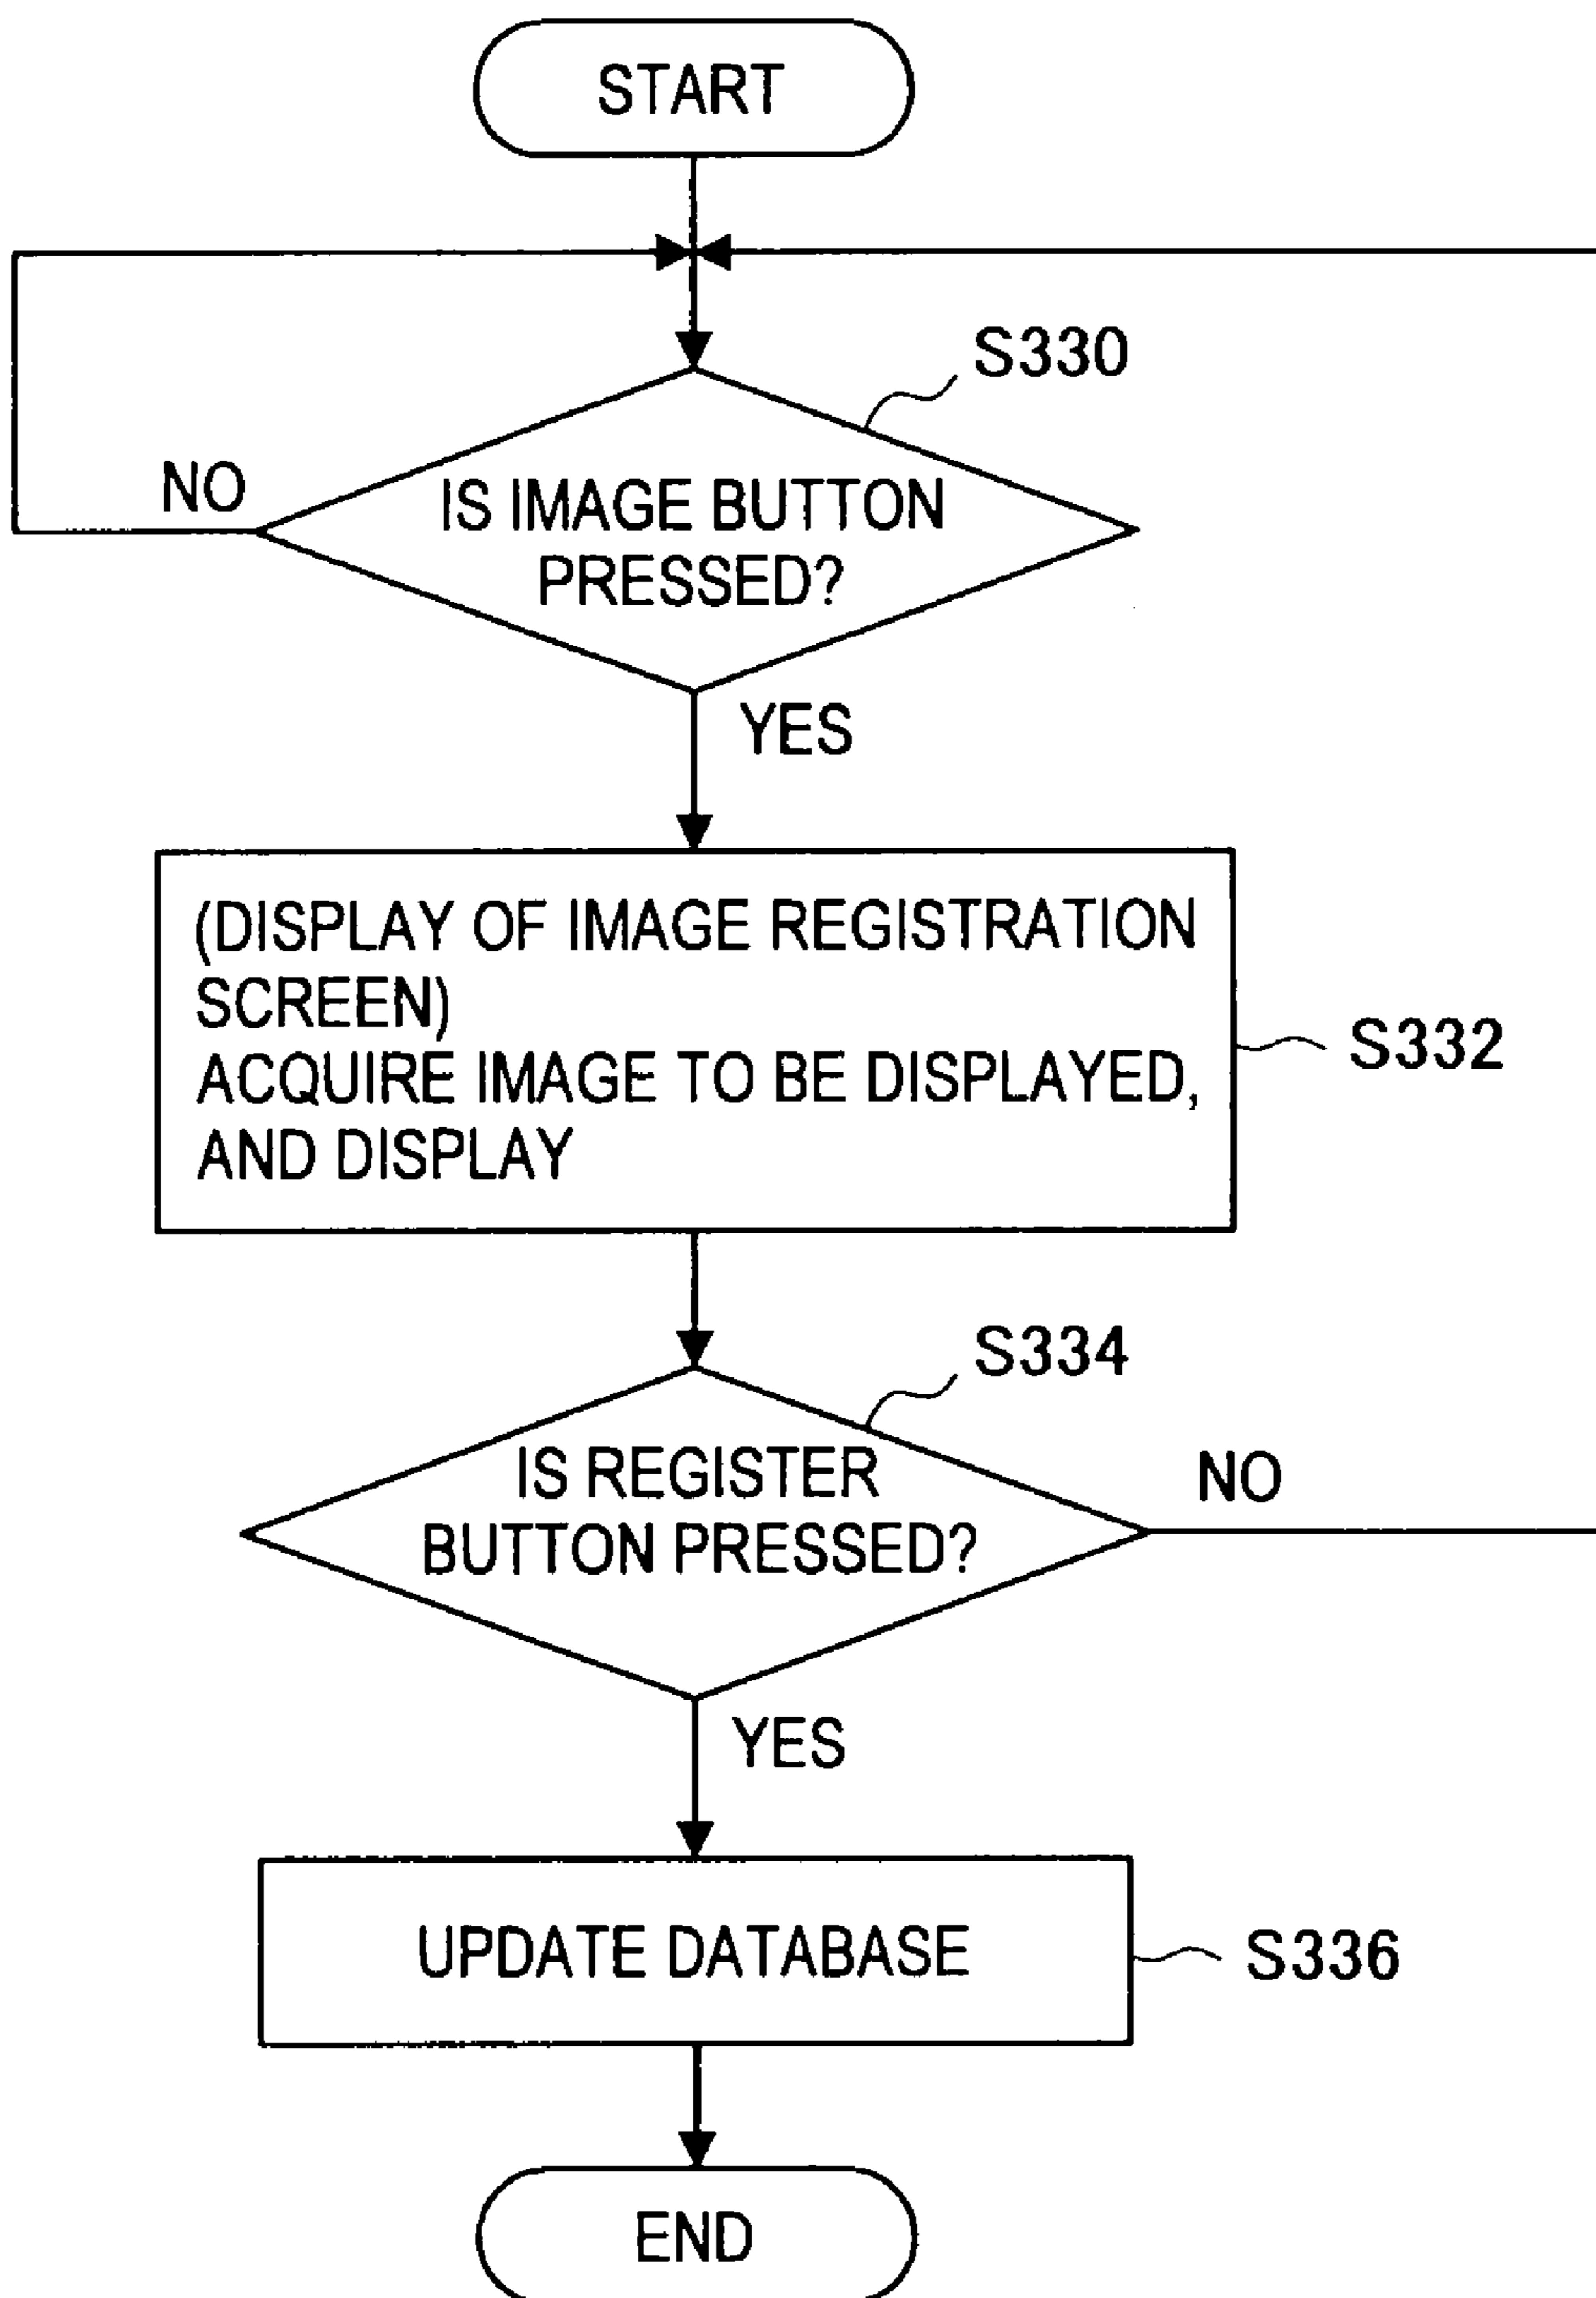 START
S330
NO
IS IMAGE BUTTON
PRESSED?
YES
(DISPLAY OF IMAGE REGISTRATION
SCREEN)
ACQUIRE IMAGE TO BE DISPLAYED,
AND DISPLAY
S332
S334
IS REGISTER
BUTTON PRESSED?
NO
YES
UPDATE DATABASE
S336
END